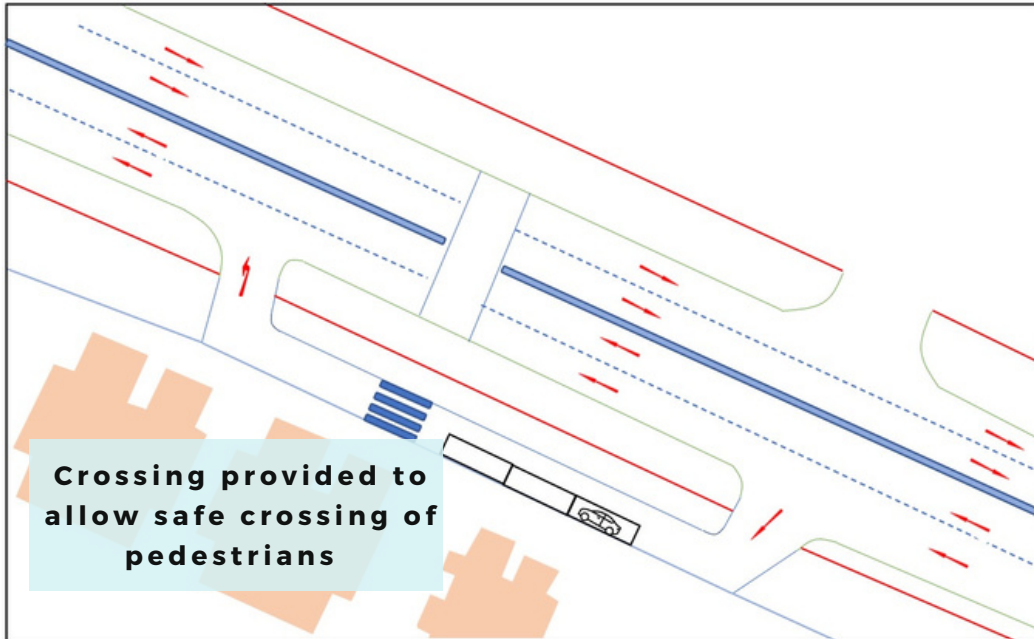 Crossing provided to
allow safe crossing of
pedestrians